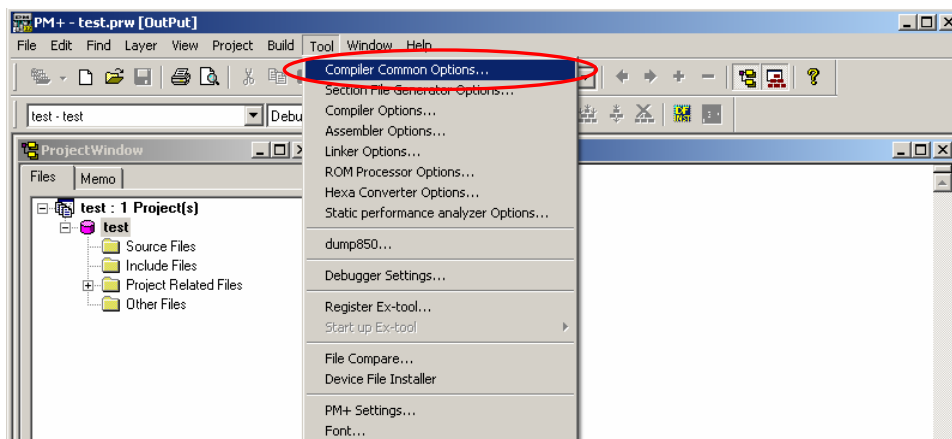 PM+ - test.prw [OutPut]
File Edit Find Layer View Project Build Tool Window Help
test - test
Debu
Compiler Common Options...
Section File Generator Options...
Compiler Options...
Assembler Options...
Linker Options...
ROM Processor Options...
Hexa Converter Options...
Static performance analyzer Options...
dump850...
Debugger Settings...
Register Ex-tool...
Start up Ex-tool
File Compare...
Device File Installer
PM+ Settings...
Font...
ProjectWindow
Files Memo
test : 1 Project(s)
test
Source Files
Include Files
Project Related Files
Other Files